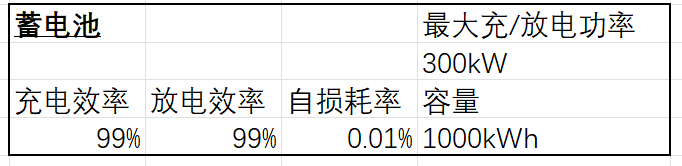 蓄电池 最大充/放电功率
300kW
充电效率 放电效率 自损耗率 容量
99% 99% 0.01% 1000kWh